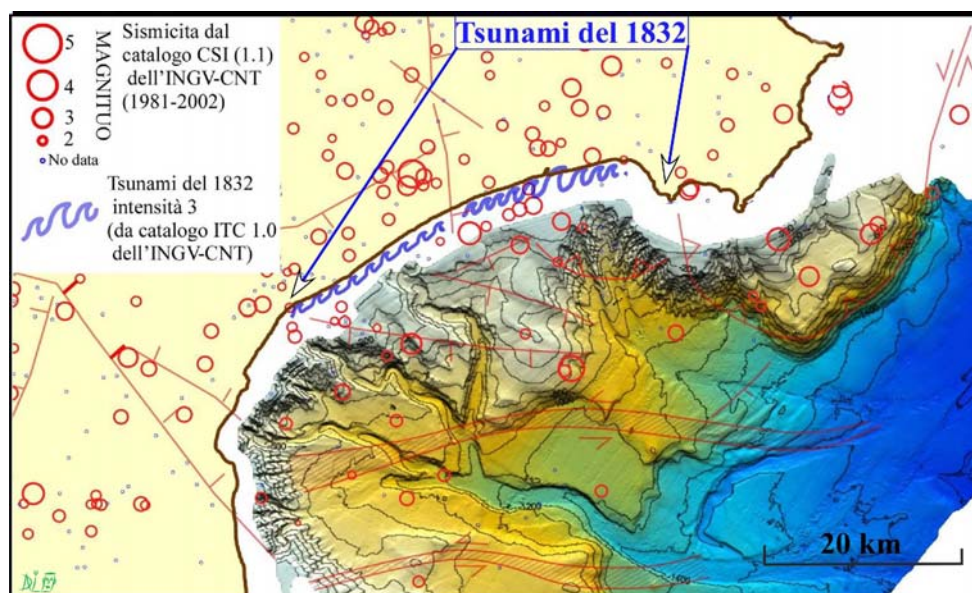 Tsunami del 1832
5
4
3
2
No data
MAGNITUO
Sismicita dal
catalogo CSI (1.1)
dell'INGV-CNT
(1981-2002)
Tsunami del 1832
intensità 3
(da catalogo ITC 1.0
dell'INGV-CNT)
20 km